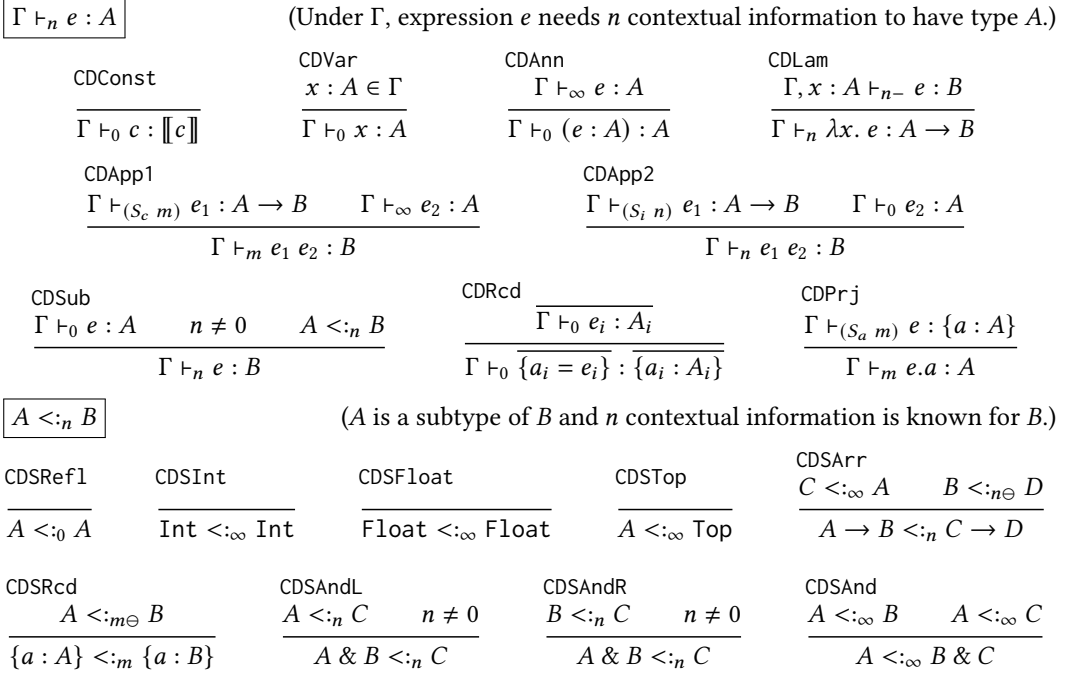 Γ ⊢ₙ e : A (Under Γ, expression e needs n contextual information to have type A.)
CDConst CDVar CDAnn CDLam
x : A ∈ Γ Γ ⊢∞ e : A Γ, x : A ⊢ₙ₋ e : B
Γ ⊢₀ c : ⟦c⟧ Γ ⊢₀ x : A Γ ⊢₀ (e : A) : A Γ ⊢ₙ λx. e : A → B
CDApp1 CDApp2
Γ ⊢(S_c m) e₁ : A → B Γ ⊢∞ e₂ : A Γ ⊢(S_i n) e₁ : A → B Γ ⊢₀ e₂ : A
Γ ⊢ₘ e₁ e₂ : B Γ ⊢ₙ e₁ e₂ : B
CDSub CDRcd CDPrj
Γ ⊢₀ e : A n ≠ 0 A <:ₙ B Γ ⊢₀ eᵢ : Aᵢ Γ ⊢(S_a m) e : {a : A}
Γ ⊢ₙ e : B Γ ⊢₀ {aᵢ = eᵢ} : {aᵢ : Aᵢ} Γ ⊢ₘ e.a : A
A <:ₙ B (A is a subtype of B and n contextual information is known for B.)
CDSRefl CDSInt CDSFloat CDSTop CDSArr
C <:∞ A B <:ₙ⊖ D
A <:₀ A Int <:∞ Int Float <:∞ Float A <:∞ Top A → B <:ₙ C → D
CDSRcd CDSAndL CDSAndR CDSAnd
A <:ₘ⊖ B A <:ₙ C n ≠ 0 B <:ₙ C n ≠ 0 A <:∞ B A <:∞ C
{a : A} <:ₘ {a : B} A & B <:ₙ C A & B <:ₙ C A <:∞ B & C